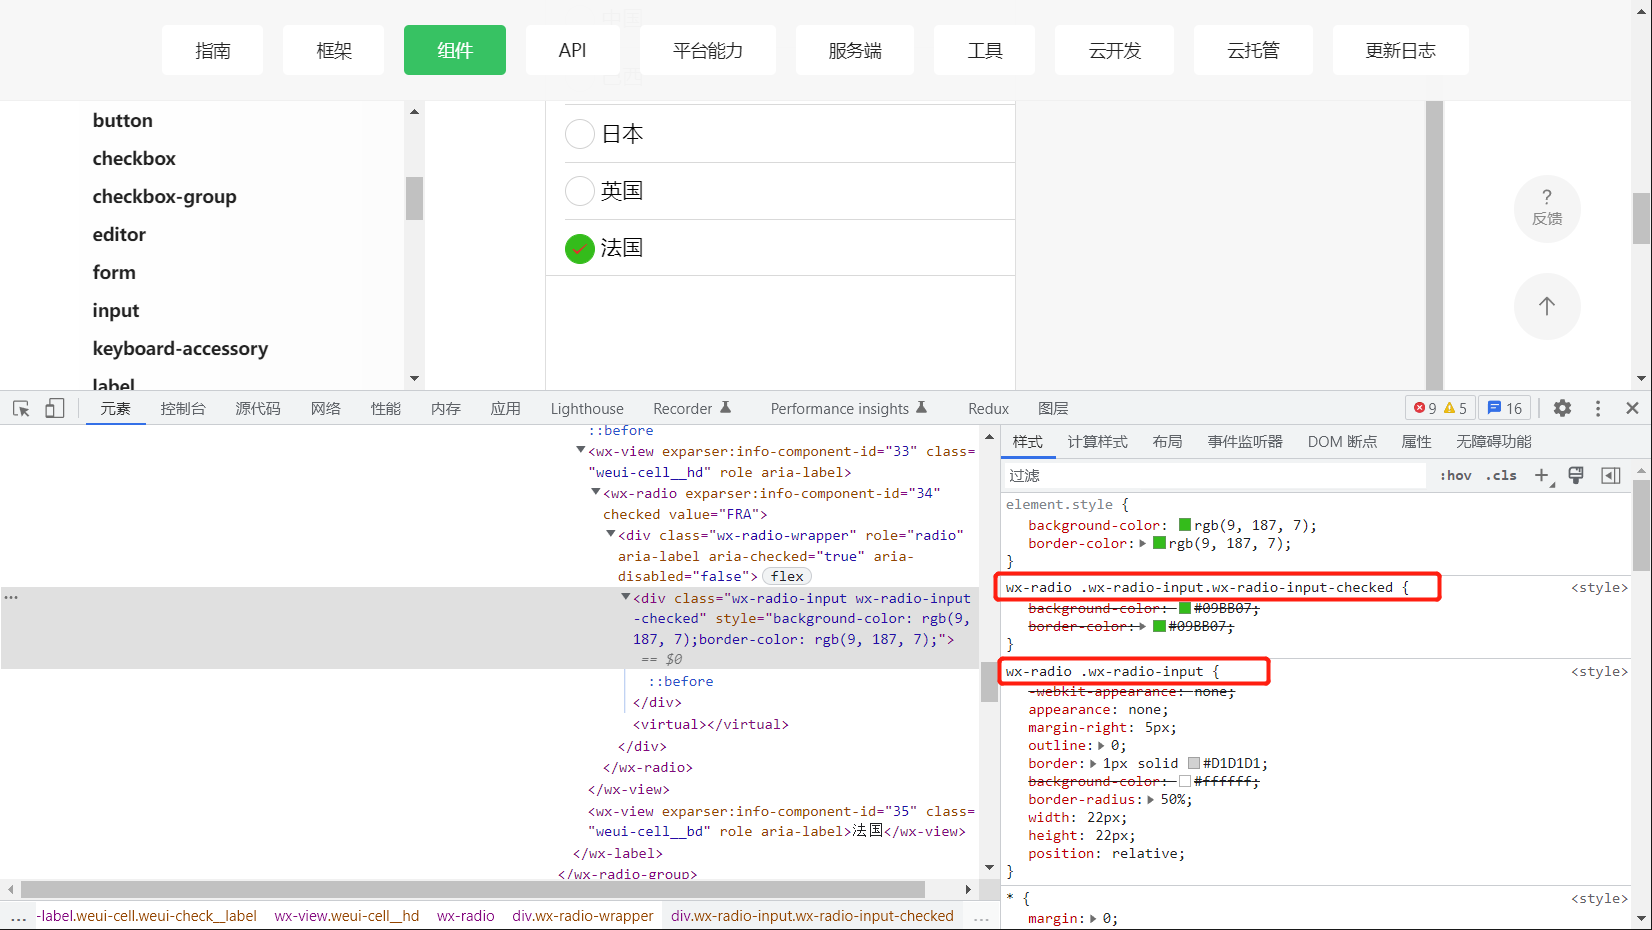 指南 框架 组件 API 平台能力 服务端 工具 云开发 云托管 更新日志
button
checkbox
checkbox-group
editor
form
input
keyboard-accessory
label
日本
英国
法国
?
反馈
元素 控制台 源代码 网络 性能 内存 应用 Lighthouse Recorder Performance insights Redux 图层 9 5 16
::before
<wx-view exparser:info-component-id="33" class=
"weui-cell__hd" role aria-label>
<wx-radio exparser:info-component-id="34"
checked value="FRA">
<div class="wx-radio-wrapper" role="radio"
aria-label aria-checked="true" aria-
disabled="false"> flex
<div class="wx-radio-input wx-radio-input
-checked" style="background-color: rgb(9,
187, 7);border-color: rgb(9, 187, 7);">
== $0
::before
</div>
<virtual></virtual>
</div>
</wx-radio>
</wx-view>
<wx-view exparser:info-component-id="35" class=
"weui-cell__bd" role aria-label>法国</wx-view>
</wx-label>
</wx-radio-group>
... -label.weui-cell.weui-check__label wx-view.weui-cell__hd wx-radio div.wx-radio-wrapper div.wx-radio-input.wx-radio-input-checked ...
样式 计算样式 布局 事件监听器 DOM 断点 属性 无障碍功能
过滤 :hov .cls
element.style {
background-color: rgb(9, 187, 7);
border-color: rgb(9, 187, 7);
}
wx-radio .wx-radio-input.wx-radio-input-checked { <style>
background-color: #09BB07;
border-color: #09BB07;
}
wx-radio .wx-radio-input { <style>
-webkit-appearance: none;
appearance: none;
margin-right: 5px;
outline: 0;
border: 1px solid #D1D1D1;
background-color: #ffffff;
border-radius: 50%;
width: 22px;
height: 22px;
position: relative;
}
* { <style>
margin: 0;